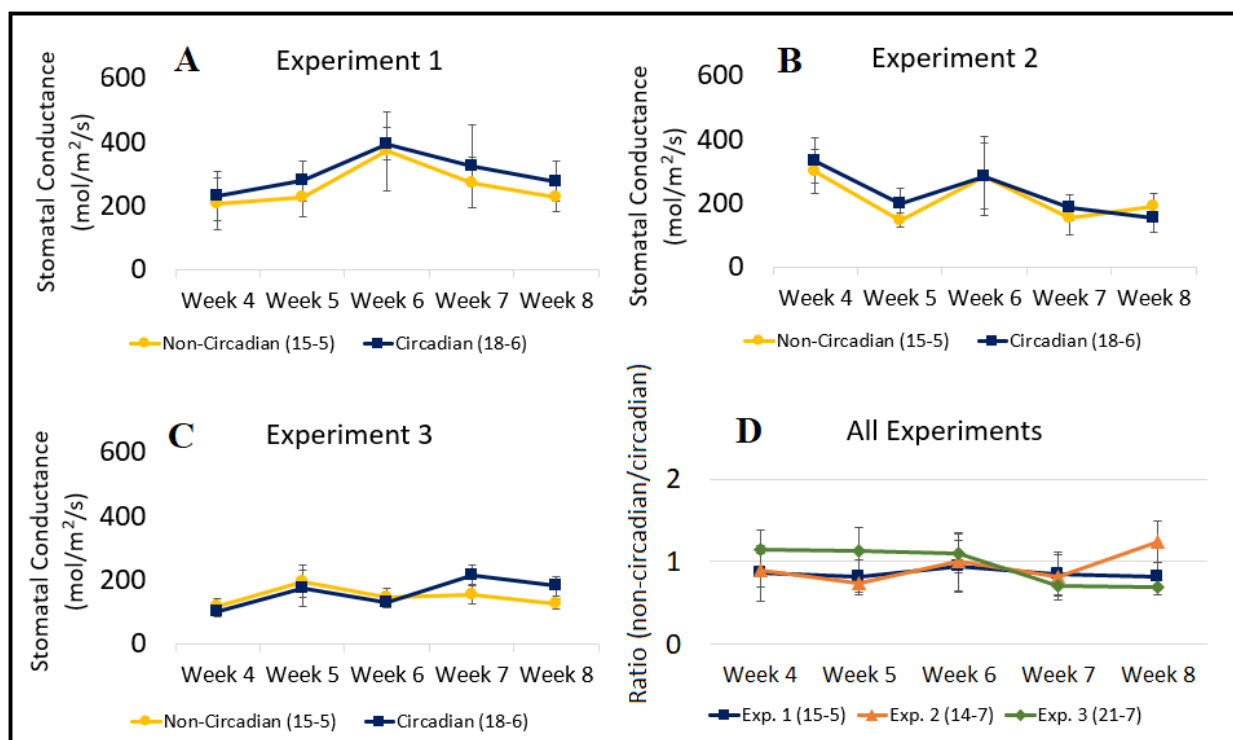 A Experiment 1
Stomatal Conductance
(mol/m²/s)
600
400
200
0
Week 4 Week 5 Week 6 Week 7 Week 8
Non-Circadian (15-5) Circadian (18-6)
B Experiment 2
Stomatal Conductance
(mol/m²/s)
600
400
200
0
Week 4 Week 5 Week 6 Week 7 Week 8
Non-Circadian (15-5) Circadian (18-6)
C Experiment 3
Stomatal Conductance
(mol/m²/s)
600
400
200
0
Week 4 Week 5 Week 6 Week 7 Week 8
Non-Circadian (15-5) Circadian (18-6)
D All Experiments
Ratio (non-circadian/circadian)
2
1
0
Week 4 Week 5 Week 6 Week 7 Week 8
Exp. 1 (15-5) Exp. 2 (14-7) Exp. 3 (21-7)